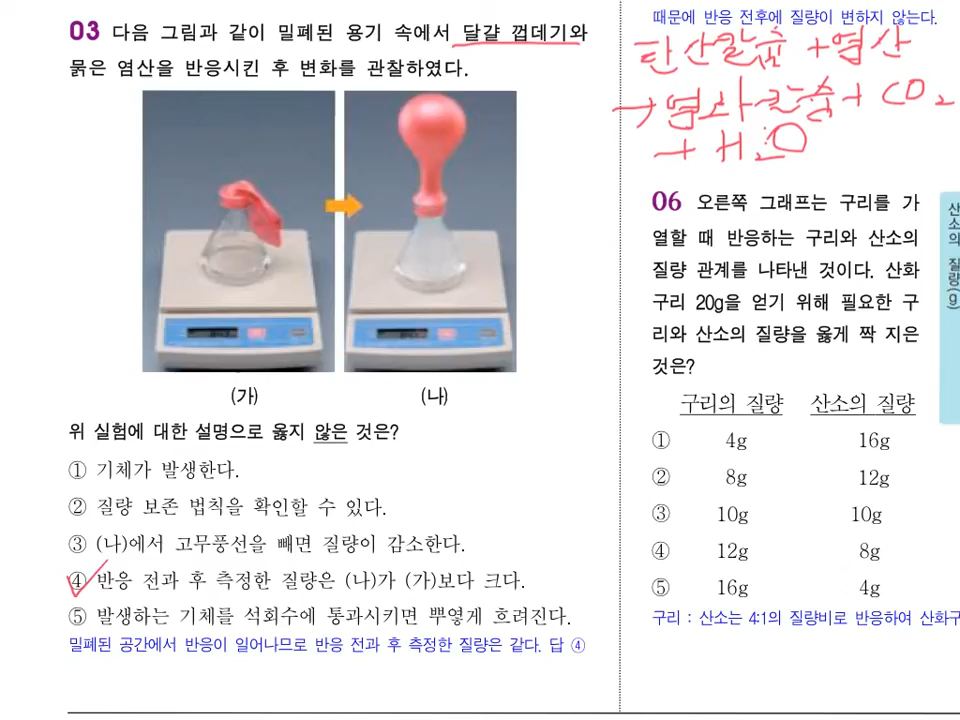 03 다음 그림과 같이 밀폐된 용기 속에서 달걀 껍데기와
묽은 염산을 반응시킨 후 변화를 관찰하였다.
(가)
(나)
위 실험에 대한 설명으로 옳지 않은 것은?
① 기체가 발생한다.
② 질량 보존 법칙을 확인할 수 있다.
③ (나)에서 고무풍선을 빼면 질량이 감소한다.
④ 반응 전과 후 측정한 질량은 (나)가 (가)보다 크다.
⑤ 발생하는 기체를 석회수에 통과시키면 뿌옇게 흐려진다.
밀폐된 공간에서 반응이 일어나므로 반응 전과 후 측정한 질량은 같다. 답 ④
때문에 반응 전후에 질량이 변하지 않는다.
탄산칼슘 + 염산
→ 염화칼슘 + CO₂
+ H₂O
06 오른쪽 그래프는 구리를 가
열할 때 반응하는 구리와 산소의
질량 관계를 나타낸 것이다. 산화
구리 20g을 얻기 위해 필요한 구
리와 산소의 질량을 옳게 짝 지은
것은?
구리의 질량 산소의 질량
① 4g 16g
② 8g 12g
③ 10g 10g
④ 12g 8g
⑤ 16g 4g
구리 : 산소는 4:1의 질량비로 반응하여 산화구
산소의 질량(g)